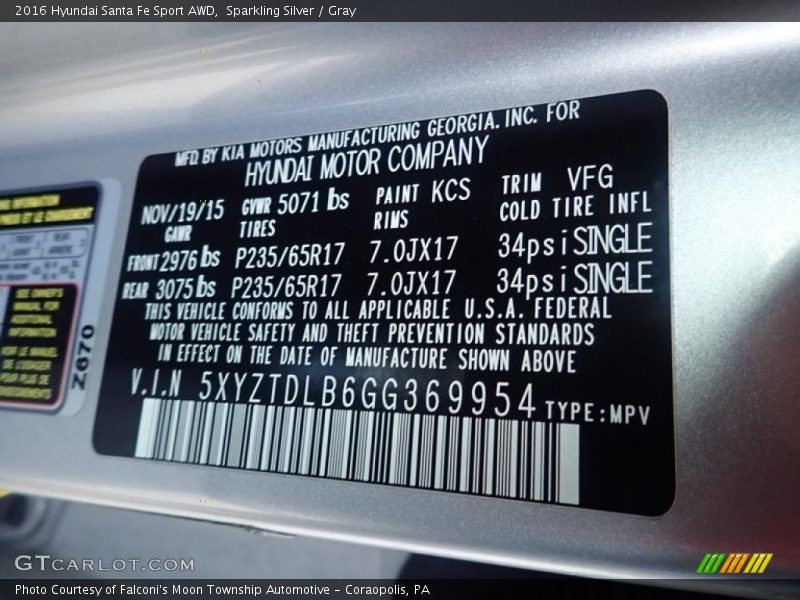 2016 Hyundai Santa Fe Sport AWD,  Sparkling Silver / Gray
MFD. BY KIA MOTORS MANUFACTURING GEORGIA. INC. FOR
HYUNDAI MOTOR COMPANY
NOV/19/15 GVWR 5071 lbs PAINT KCS TRIM VFG
GAWR TIRES RIMS COLD TIRE INFL
FRONT 2976 lbs P235/65R17 7.0JX17 34psi SINGLE
REAR 3075 lbs P235/65R17 7.0JX17 34psi SINGLE
THIS VEHICLE CONFORMS TO ALL APPLICABLE U.S.A. FEDERAL
MOTOR VEHICLE SAFETY AND THEFT PREVENTION STANDARDS
IN EFFECT ON THE DATE OF MANUFACTURE SHOWN ABOVE
V.I.N 5XYZTDLB6GG369954 TYPE:MPV
Z670
GTCARLOT.COM
Photo Courtesy of Falconi's Moon Township Automotive - Coraopolis, PA